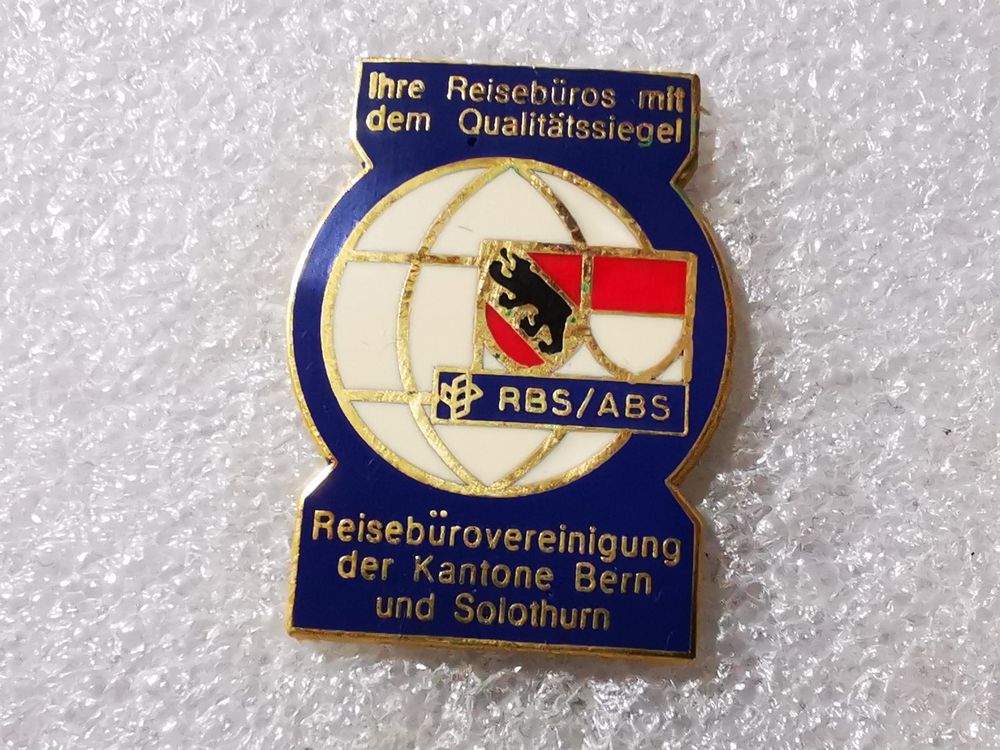 Ihre Reisebüros mit
dem Qualitätssiegel
RBS/ABS
Reisebürovereinigung
der Kantone Bern
und Solothurn